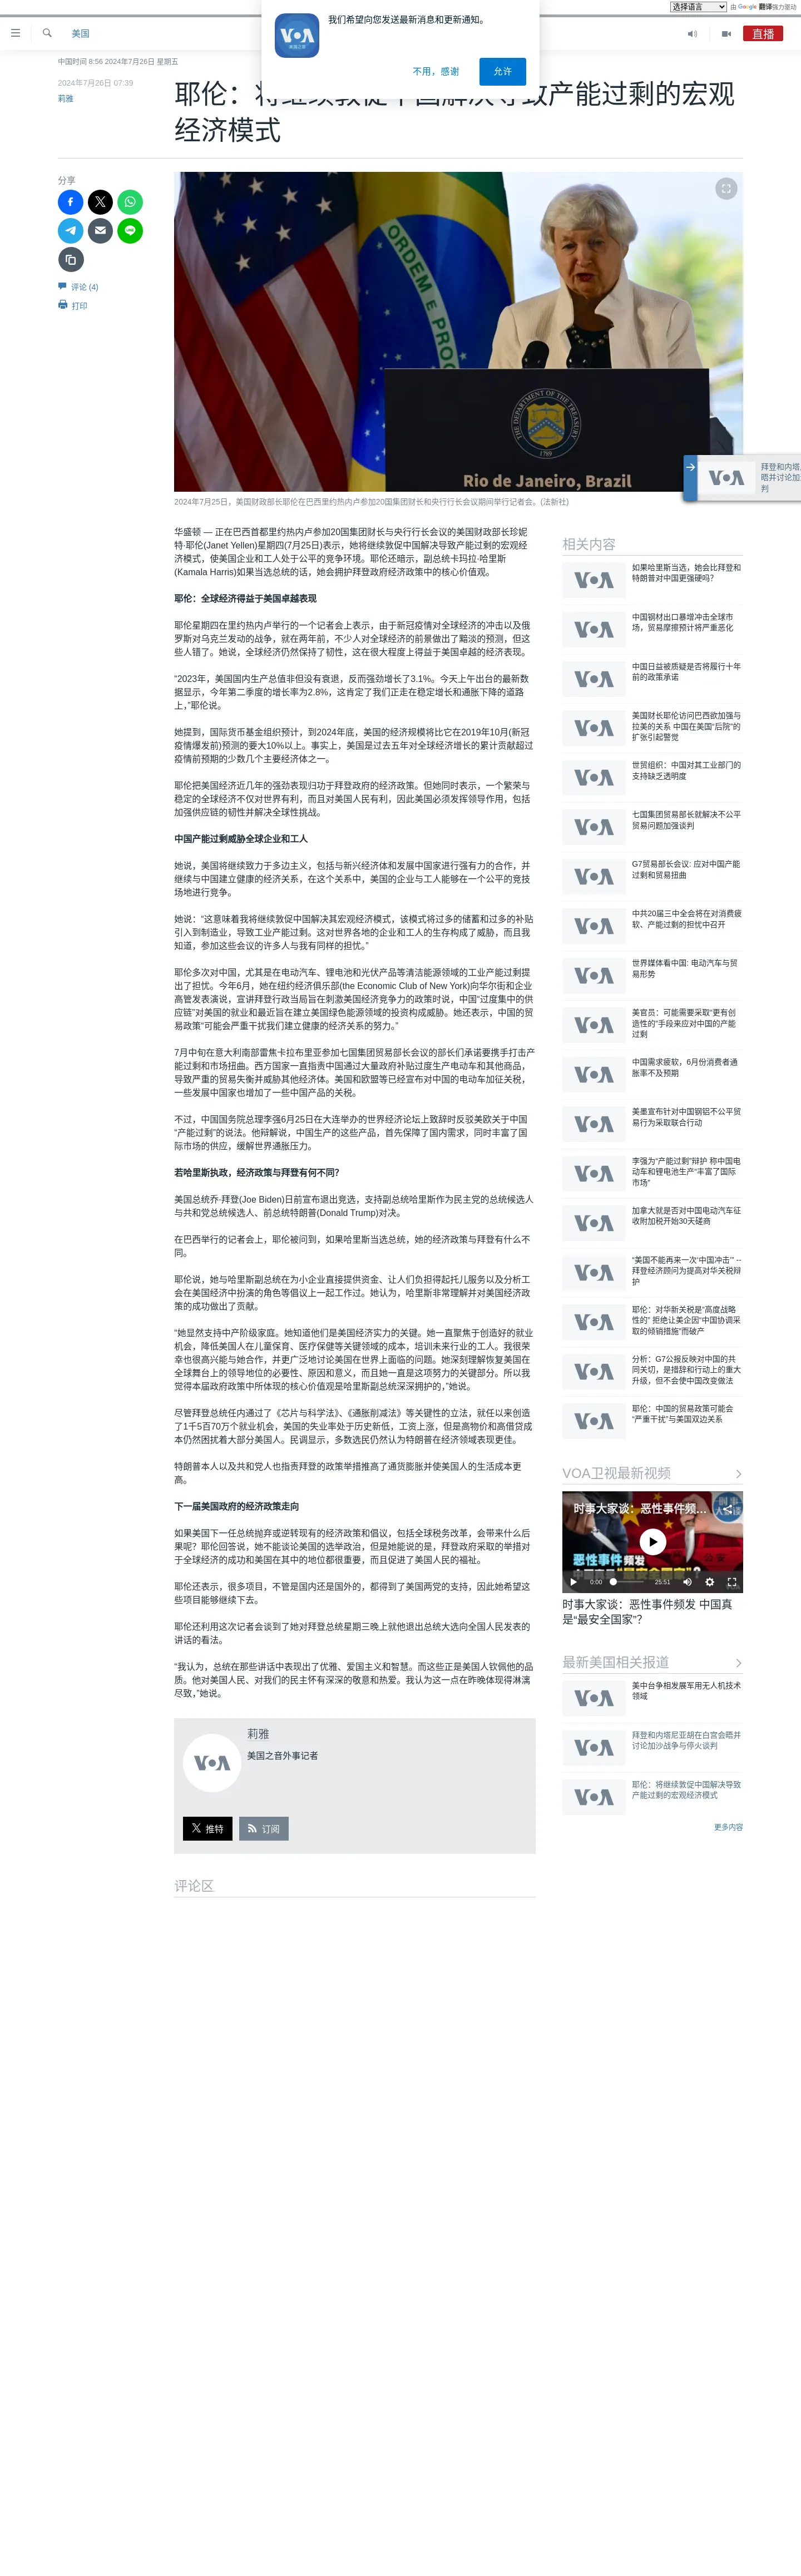 选择语言
由 Google 翻译强力驱动
我们希望向您发送最新消息和更新通知。
不用，感谢
允许
美国
直播
中国时间 8:56 2024年7月26日 星期五
2024年7月26日 07:39
莉雅
耶伦：将继续敦促中国解决导致产能过剩的宏观
经济模式
分享
评论 (4)
打印
THE DEPARTMENT OF THE TREASURY
1789
Rio de Janeiro, Brazil
2024年7月25日，美国财政部长耶伦在巴西里约热内卢参加20国集团财长和央行行长会议期间举行记者会。(法新社)
VOA
拜登和内塔
晤并讨论加
判
华盛顿 — 正在巴西首都里约热内卢参加20国集团财长与央行行长会议的美国财政部长珍妮
特·耶伦(Janet Yellen)星期四(7月25日)表示，她将继续敦促中国解决导致产能过剩的宏观经
济模式，使美国企业和工人处于公平的竞争环境。耶伦还暗示，副总统卡玛拉·哈里斯
(Kamala Harris)如果当选总统的话，她会拥护拜登政府经济政策中的核心价值观。
耶伦：全球经济得益于美国卓越表现
耶伦星期四在里约热内卢举行的一个记者会上表示，由于新冠疫情对全球经济的冲击以及俄
罗斯对乌克兰发动的战争，就在两年前，不少人对全球经济的前景做出了黯淡的预测，但这
些人错了。她说，全球经济仍然保持了韧性，这在很大程度上得益于美国卓越的经济表现。
“2023年，美国国内生产总值非但没有衰退，反而强劲增长了3.1%。今天上午出台的最新数
据显示，今年第二季度的增长率为2.8%，这肯定了我们正走在稳定增长和通胀下降的道路
上，”耶伦说。
她提到，国际货币基金组织预计，到2024年底，美国的经济规模将比它在2019年10月(新冠
疫情爆发前)预测的要大10%以上。事实上，美国是过去五年对全球经济增长的累计贡献超过
疫情前预期的少数几个主要经济体之一。
耶伦把美国经济近几年的强劲表现归功于拜登政府的经济政策。但她同时表示，一个繁荣与
稳定的全球经济不仅对世界有利，而且对美国人民有利，因此美国必须发挥领导作用，包括
加强供应链的韧性并解决全球性挑战。
中国产能过剩威胁全球企业和工人
她说，美国将继续致力于多边主义，包括与新兴经济体和发展中国家进行强有力的合作，并
继续与中国建立健康的经济关系，在这个关系中，美国的企业与工人能够在一个公平的竞技
场地进行竞争。
她说：“这意味着我将继续敦促中国解决其宏观经济模式，该模式将过多的储蓄和过多的补贴
引入到制造业，导致工业产能过剩。这对世界各地的企业和工人的生存构成了威胁，而且我
知道，参加这些会议的许多人与我有同样的担忧。”
耶伦多次对中国，尤其是在电动汽车、锂电池和光伏产品等清洁能源领域的工业产能过剩提
出了担忧。今年6月，她在纽约经济俱乐部(the Economic Club of New York)向华尔街和企业
高管发表演说，宣讲拜登行政当局旨在刺激美国经济竞争力的政策时说，中国“过度集中的供
应链”对美国的就业和最近旨在建立美国绿色能源领域的投资构成威胁。她还表示，中国的贸
易政策“可能会严重干扰我们建立健康的经济关系的努力。”
7月中旬在意大利南部雷焦卡拉布里亚参加七国集团贸易部长会议的部长们承诺要携手打击产
能过剩和市场扭曲。西方国家一直指责中国通过大量政府补贴过度生产电动车和其他商品，
导致严重的贸易失衡并威胁其他经济体。美国和欧盟等已经宣布对中国的电动车加征关税，
一些发展中国家也增加了一些中国产品的关税。
不过，中国国务院总理李强6月25日在大连举办的世界经济论坛上致辞时反驳美欧关于中国
“产能过剩”的说法。他辩解说，中国生产的这些产品，首先保障了国内需求，同时丰富了国
际市场的供应，缓解世界通胀压力。
若哈里斯执政，经济政策与拜登有何不同？
美国总统乔·拜登(Joe Biden)日前宣布退出竞选，支持副总统哈里斯作为民主党的总统候选人
与共和党总统候选人、前总统特朗普(Donald Trump)对决。
在巴西举行的记者会上，耶伦被问到，如果哈里斯当选总统，她的经济政策与拜登有什么不
同。
耶伦说，她与哈里斯副总统在为小企业直接提供资金、让人们负担得起托儿服务以及分析工
会在美国经济中扮演的角色等倡议上一起工作过。她认为，哈里斯非常理解并对美国经济政
策的成功做出了贡献。
“她显然支持中产阶级家庭。她知道他们是美国经济实力的关键。她一直聚焦于创造好的就业
机会，降低美国人在儿童保育、医疗保健等关键领域的成本，培训未来行业的工人。我很荣
幸也很高兴能与她合作，并更广泛地讨论美国在世界上面临的问题。她深刻理解恢复美国在
全球舞台上的领导地位的必要性、原因和意义，而且她一直是这项努力的关键部分。所以我
觉得本届政府政策中所体现的核心价值观是哈里斯副总统深深拥护的，”她说。
尽管拜登总统任内通过了《芯片与科学法》、《通胀削减法》等关键性的立法，就任以来创造
了1千5百70万个就业机会，美国的失业率处于历史新低，工资上涨，但是高物价和高借贷成
本仍然困扰着大部分美国人。民调显示，多数选民仍然认为特朗普在经济领域表现更佳。
特朗普本人以及共和党人也指责拜登的政策举措推高了通货膨胀并使美国人的生活成本更
高。
下一届美国政府的经济政策走向
如果美国下一任总统抛弃或逆转现有的经济政策和倡议，包括全球税务改革，会带来什么后
果呢？耶伦回答说，她不能谈论美国的选举政治，但是她能说的是，拜登政府采取的举措对
于全球经济的成功和美国在其中的地位都很重要，而且促进了美国人民的福祉。
耶伦还表示，很多项目，不管是国内还是国外的，都得到了美国两党的支持，因此她希望这
些项目能够继续下去。
耶伦还利用这次记者会谈到了她对拜登总统星期三晚上就他退出总统大选向全国人民发表的
讲话的看法。
“我认为，总统在那些讲话中表现出了优雅、爱国主义和智慧。而这些正是美国人钦佩他的品
质。他对美国人民、对我们的民主怀有深深的敬意和热爱。我认为这一点在昨晚体现得淋漓
尽致，”她说。
VOA
莉雅
美国之音外事记者
推特
订阅
评论区
相关内容
如果哈里斯当选，她会比拜登和
特朗普对中国更强硬吗？
中国钢材出口暴增冲击全球市
场，贸易摩擦预计将严重恶化
中国日益被质疑是否将履行十年
前的政策承诺
美国财长耶伦访问巴西欲加强与
拉美的关系 中国在美国“后院”的
扩张引起警觉
世贸组织：中国对其工业部门的
支持缺乏透明度
七国集团贸易部长就解决不公平
贸易问题加强谈判
G7贸易部长会议: 应对中国产能
过剩和贸易扭曲
中共20届三中全会将在对消费疲
软、产能过剩的担忧中召开
世界媒体看中国: 电动汽车与贸
易形势
美官员：可能需要采取“更有创
造性的”手段来应对中国的产能
过剩
中国需求疲软，6月份消费者通
胀率不及预期
美墨宣布针对中国钢铝不公平贸
易行为采取联合行动
李强为“产能过剩”辩护 称中国电
动车和锂电池生产“丰富了国际
市场”
加拿大就是否对中国电动汽车征
收附加税开始30天磋商
“美国不能再来一次‘中国冲击’” --
拜登经济顾问为提高对华关税辩
护
耶伦：对华新关税是“高度战略
性的” 拒绝让美企因“中国协调采
取的倾销措施”而破产
分析：G7公报反映对中国的共
同关切，是措辞和行动上的重大
升级，但不会使中国改变做法
耶伦：中国的贸易政策可能会
“严重干扰”与美国双边关系
VOA卫视最新视频
时事大家谈：恶性事件频…
恶性事件
频发
0:00
25:51
时事大家谈：恶性事件频发 中国真
是“最安全国家”？
最新美国相关报道
美中台争相发展军用无人机技术
领域
拜登和内塔尼亚胡在白宫会晤并
讨论加沙战争与停火谈判
耶伦：将继续敦促中国解决导致
产能过剩的宏观经济模式
更多内容